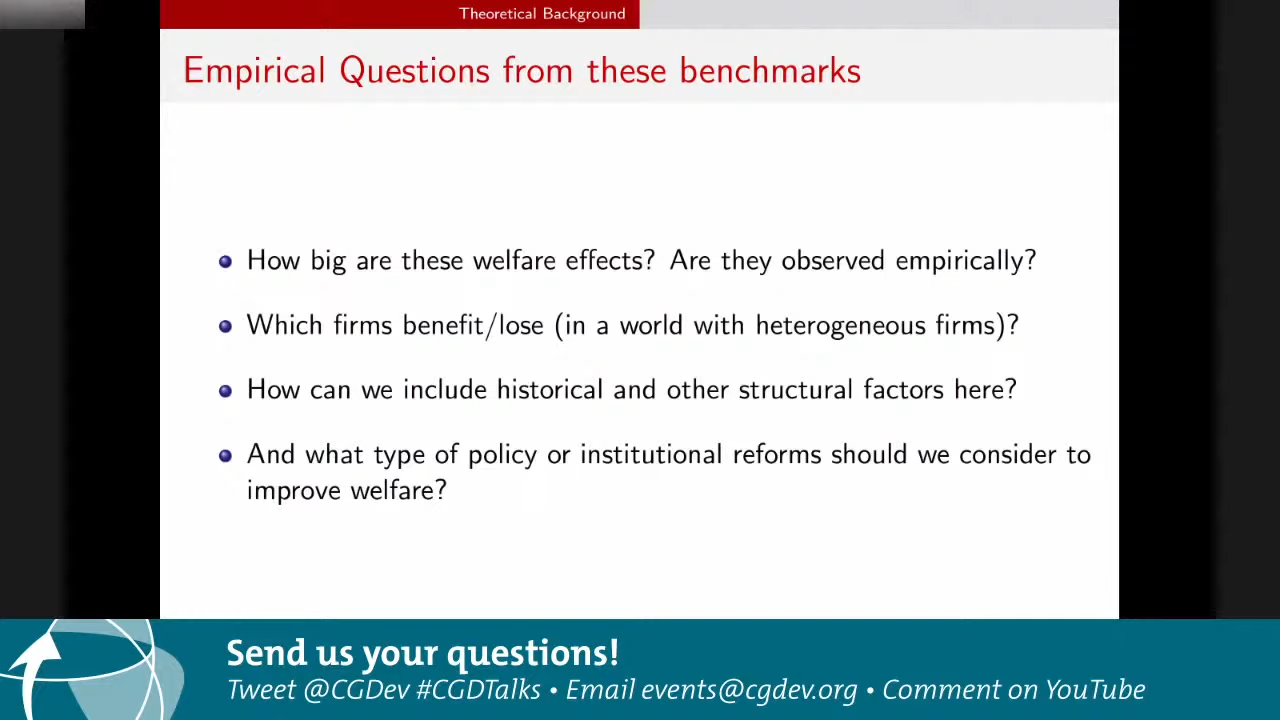 Theoretical Background
Empirical Questions from these benchmarks
How big are these welfare effects? Are they observed empirically?
Which firms benefit/lose (in a world with heterogeneous firms)?
How can we include historical and other structural factors here?
And what type of policy or institutional reforms should we consider to
improve welfare?
Send us your questions!
Tweet @CGDev #CGDTalks • Email events@cgdev.org • Comment on YouTube